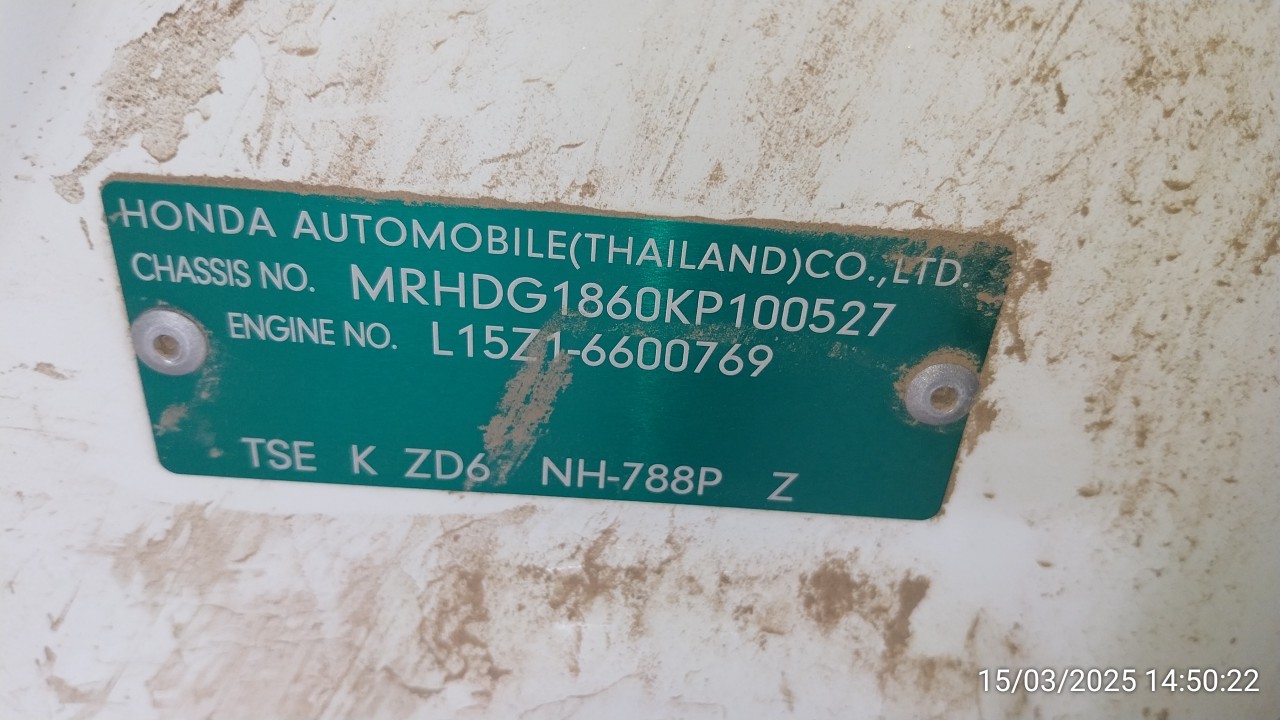 HONDA AUTOMOBILE(THAILAND)CO.,LTD.
CHASSIS NO. MRHDG1860KP100527
ENGINE NO. L15Z1-6600769
TSE K ZD6 NH-788P Z
15/03/2025 14:50:22